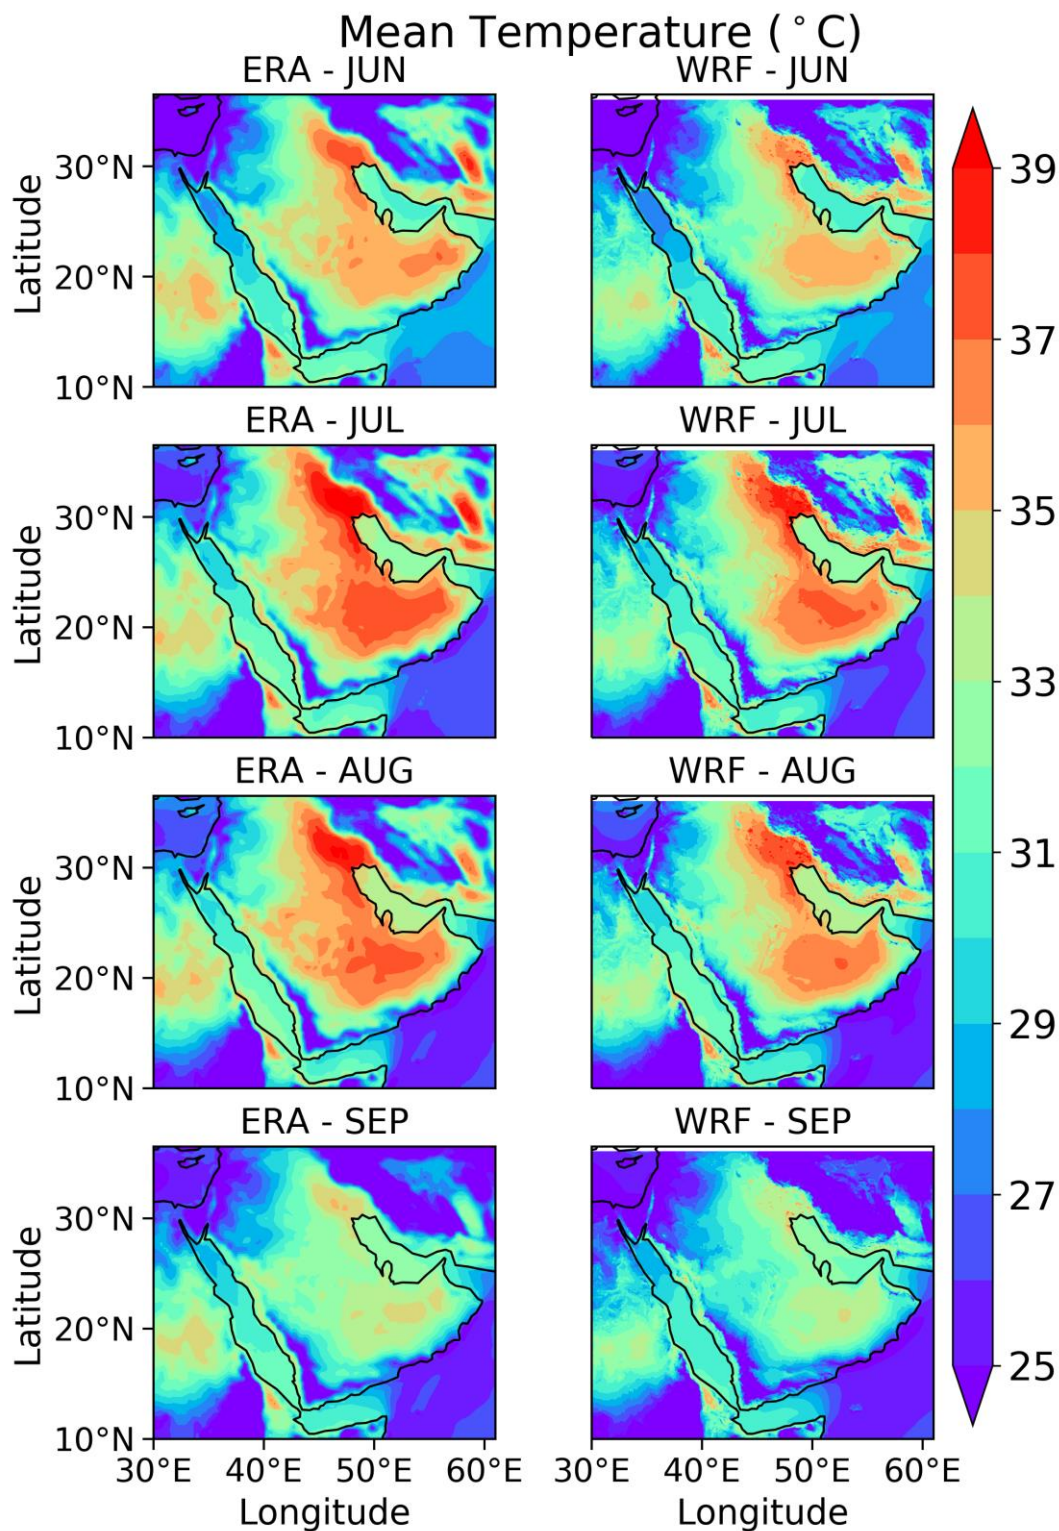 Mean Temperature (°C)
ERA - JUN
WRF - JUN
30°N
20°N
10°N
Latitude
ERA - JUL
WRF - JUL
30°N
20°N
10°N
Latitude
ERA - AUG
WRF - AUG
30°N
20°N
10°N
Latitude
ERA - SEP
WRF - SEP
30°N
20°N
10°N
Latitude
30°E 40°E 50°E 60°E
Longitude
30°E 40°E 50°E 60°E
Longitude
39
37
35
33
31
29
27
25